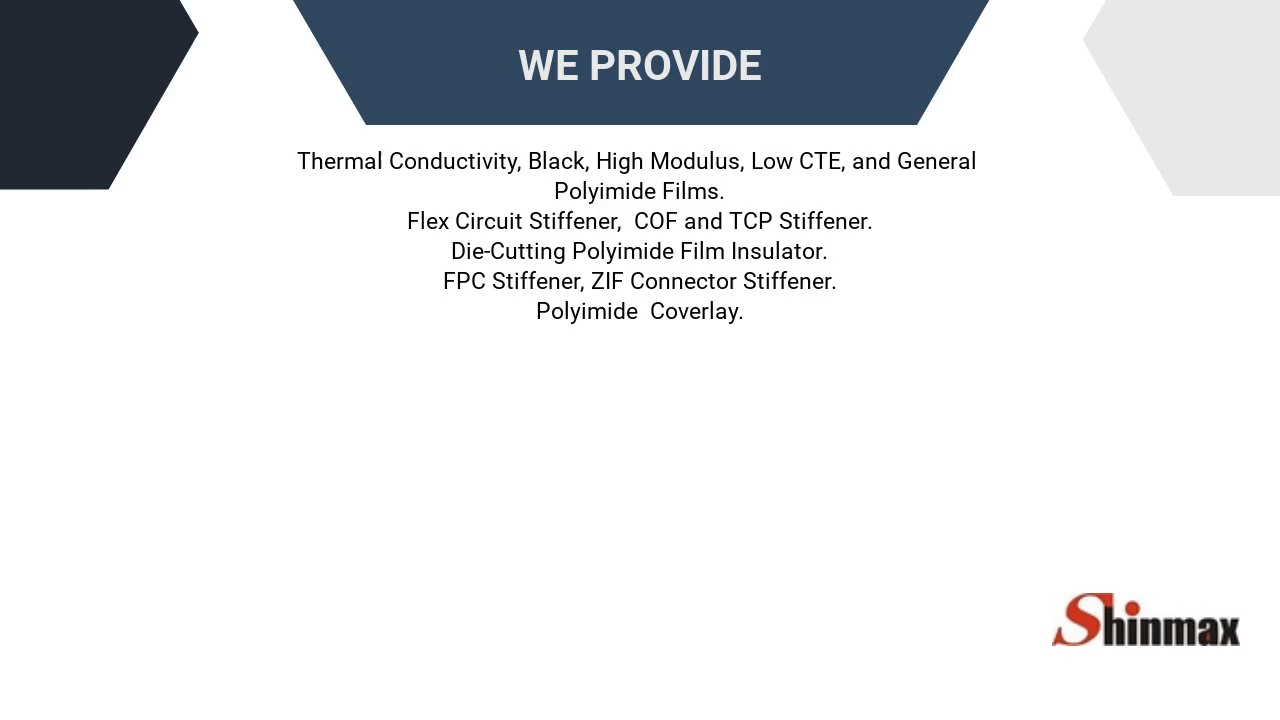 WE PROVIDE
Thermal Conductivity, Black, High Modulus, Low CTE, and General
Polyimide Films.
Flex Circuit Stiffener,  COF and TCP Stiffener.
Die-Cutting Polyimide Film Insulator.
FPC Stiffener, ZIF Connector Stiffener.
Polyimide  Coverlay.
Shinmax